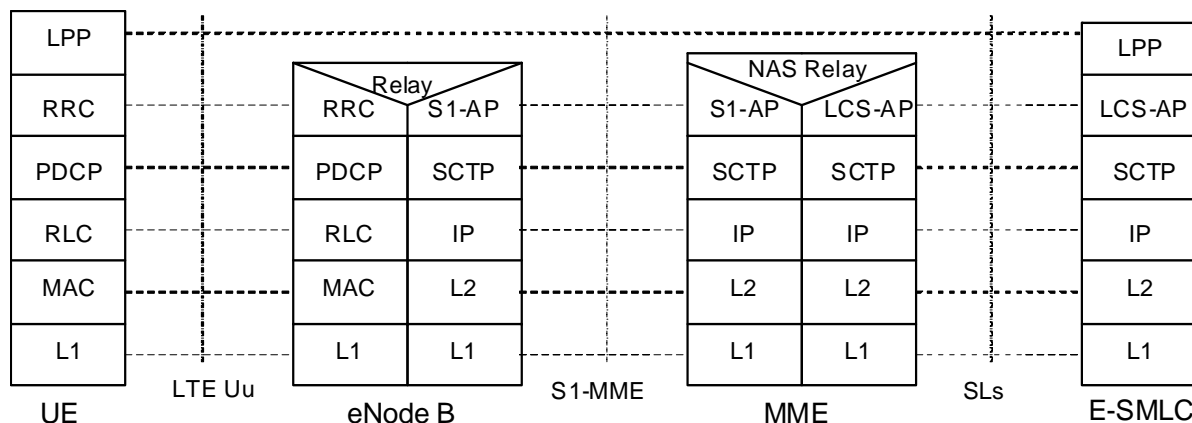 LPP
LPP
Relay
NAS Relay
RRC
RRC
S1-AP
S1-AP
LCS-AP
LCS-AP
PDCP
PDCP
SCTP
SCTP
SCTP
SCTP
RLC
RLC
IP
IP
IP
IP
MAC
MAC
L2
L2
L2
L2
L1
L1
L1
L1
L1
L1
LTE Uu
S1-MME
SLs
UE
eNode B
MME
E-SMLC